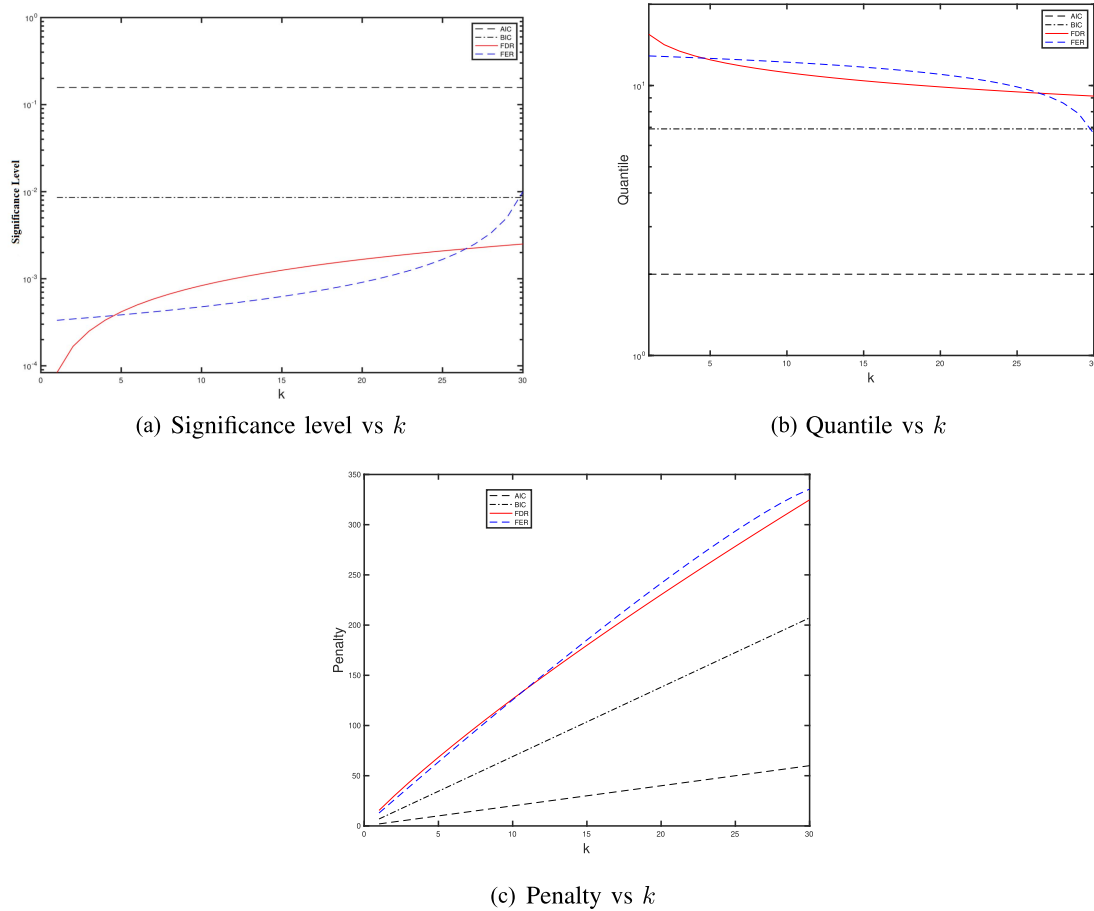 10^0
10^-1
10^-2
10^-3
10^-4
Significance Level
AIC
BIC
FDR
FER
0 5 10 15 20 25 30
k
(a) Significance level vs k
10^1
10^0
Quantile
AIC
BIC
FDR
FER
5 10 15 20 25 30
k
(b) Quantile vs k
350
300
250
200
150
100
50
0
Penalty
AIC
BIC
FDR
FER
0 5 10 15 20 25 30
k
(c) Penalty vs k